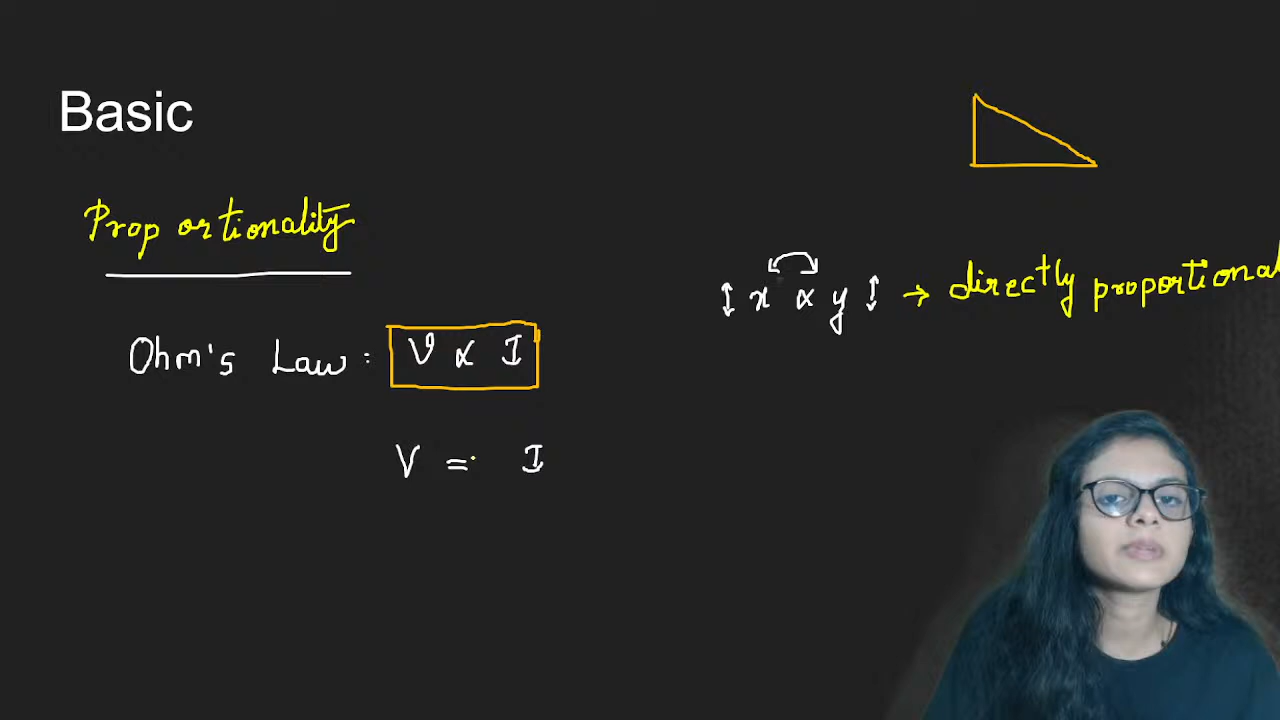 Basic
Proportionality
x ∝ y → directly proportional
Ohm's Law : V ∝ I
V = I